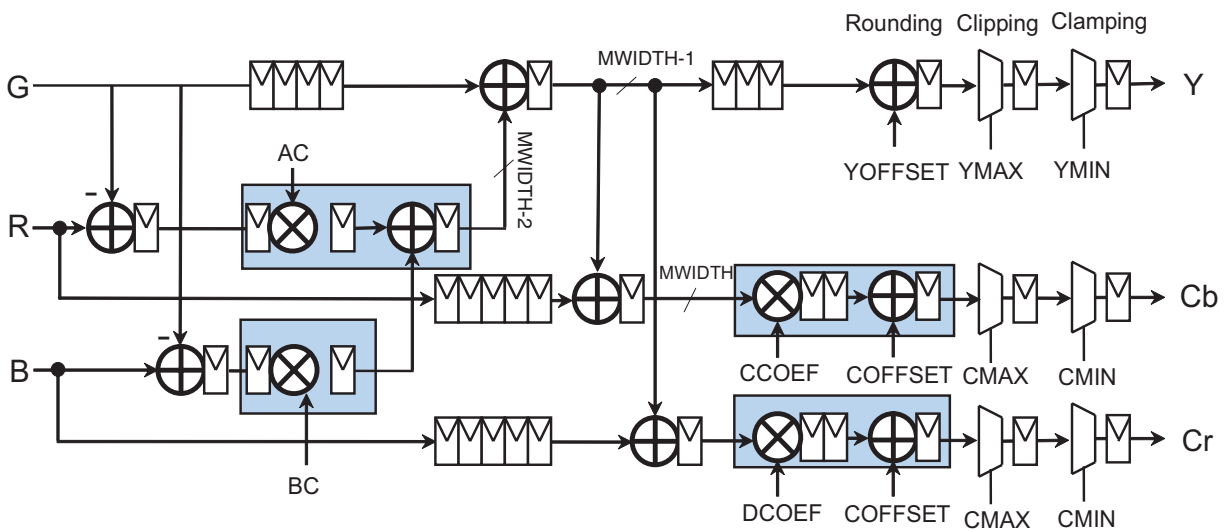 Rounding Clipping Clamping
G MWIDTH-1 Y
AC MWIDTH-2 YOFFSET YMAX YMIN
-
R
MWIDTH Cb
-
B CCOEF COFFSET CMAX CMIN
Cr
BC DCOEF COFFSET CMAX CMIN